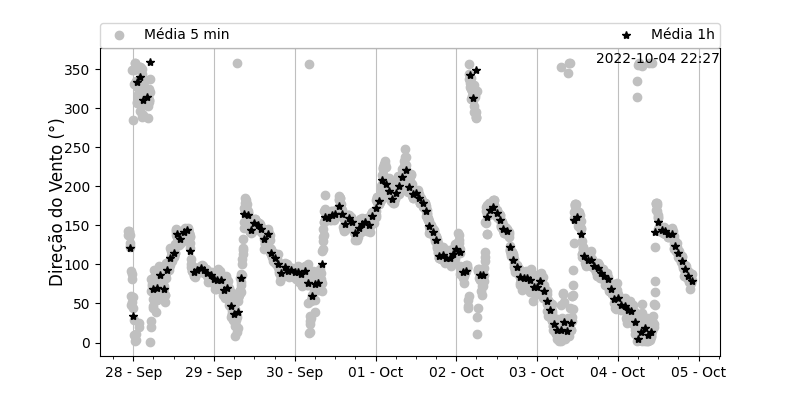 Média 5 min
Média 1h
2022-10-04 22:27
Direção do Vento (°)
350
300
250
200
150
100
50
0
28 - Sep
29 - Sep
30 - Sep
01 - Oct
02 - Oct
03 - Oct
04 - Oct
05 - Oct